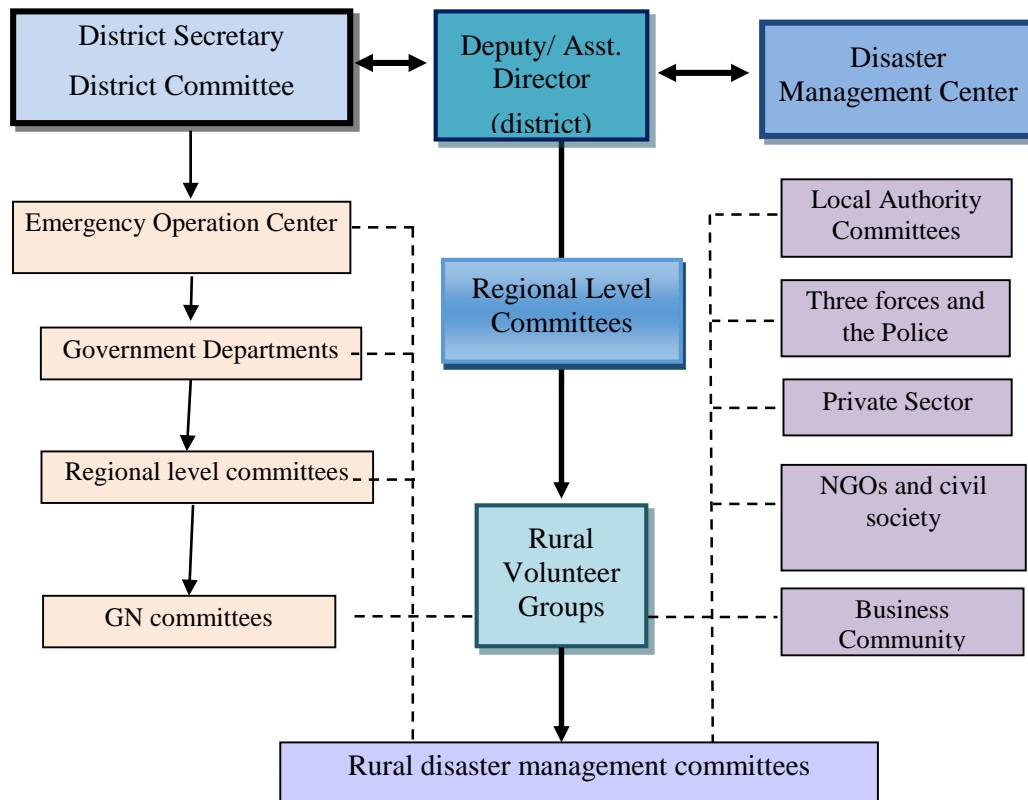 District Secretary
District Committee
Deputy/ Asst.
Director
(district)
Disaster
Management Center
Emergency Operation Center
Government Departments
Regional level committees
GN committees
Regional Level
Committees
Rural
Volunteer
Groups
Local Authority
Committees
Three forces and
the Police
Private Sector
NGOs and civil
society
Business
Community
Rural disaster management committees